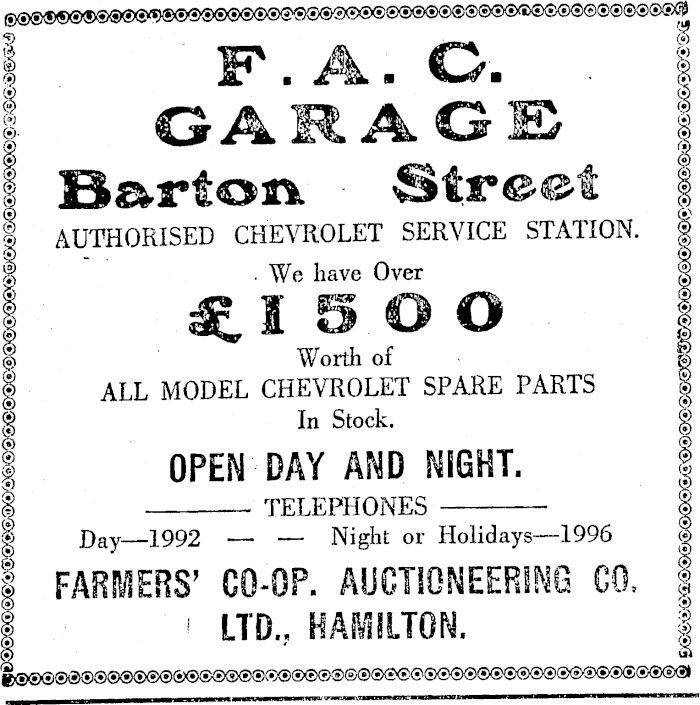 F. A. C.
GARAGE
Barton Street
AUTHORISED CHEVROLET SERVICE STATION.
We have Over
£1500
Worth of
ALL MODEL CHEVROLET SPARE PARTS
In Stock.
OPEN DAY AND NIGHT.
TELEPHONES
Day—1992 — — Night or Holidays—1996
FARMERS' CO-OP. AUCTIONEERING CO.
LTD., HAMILTON.